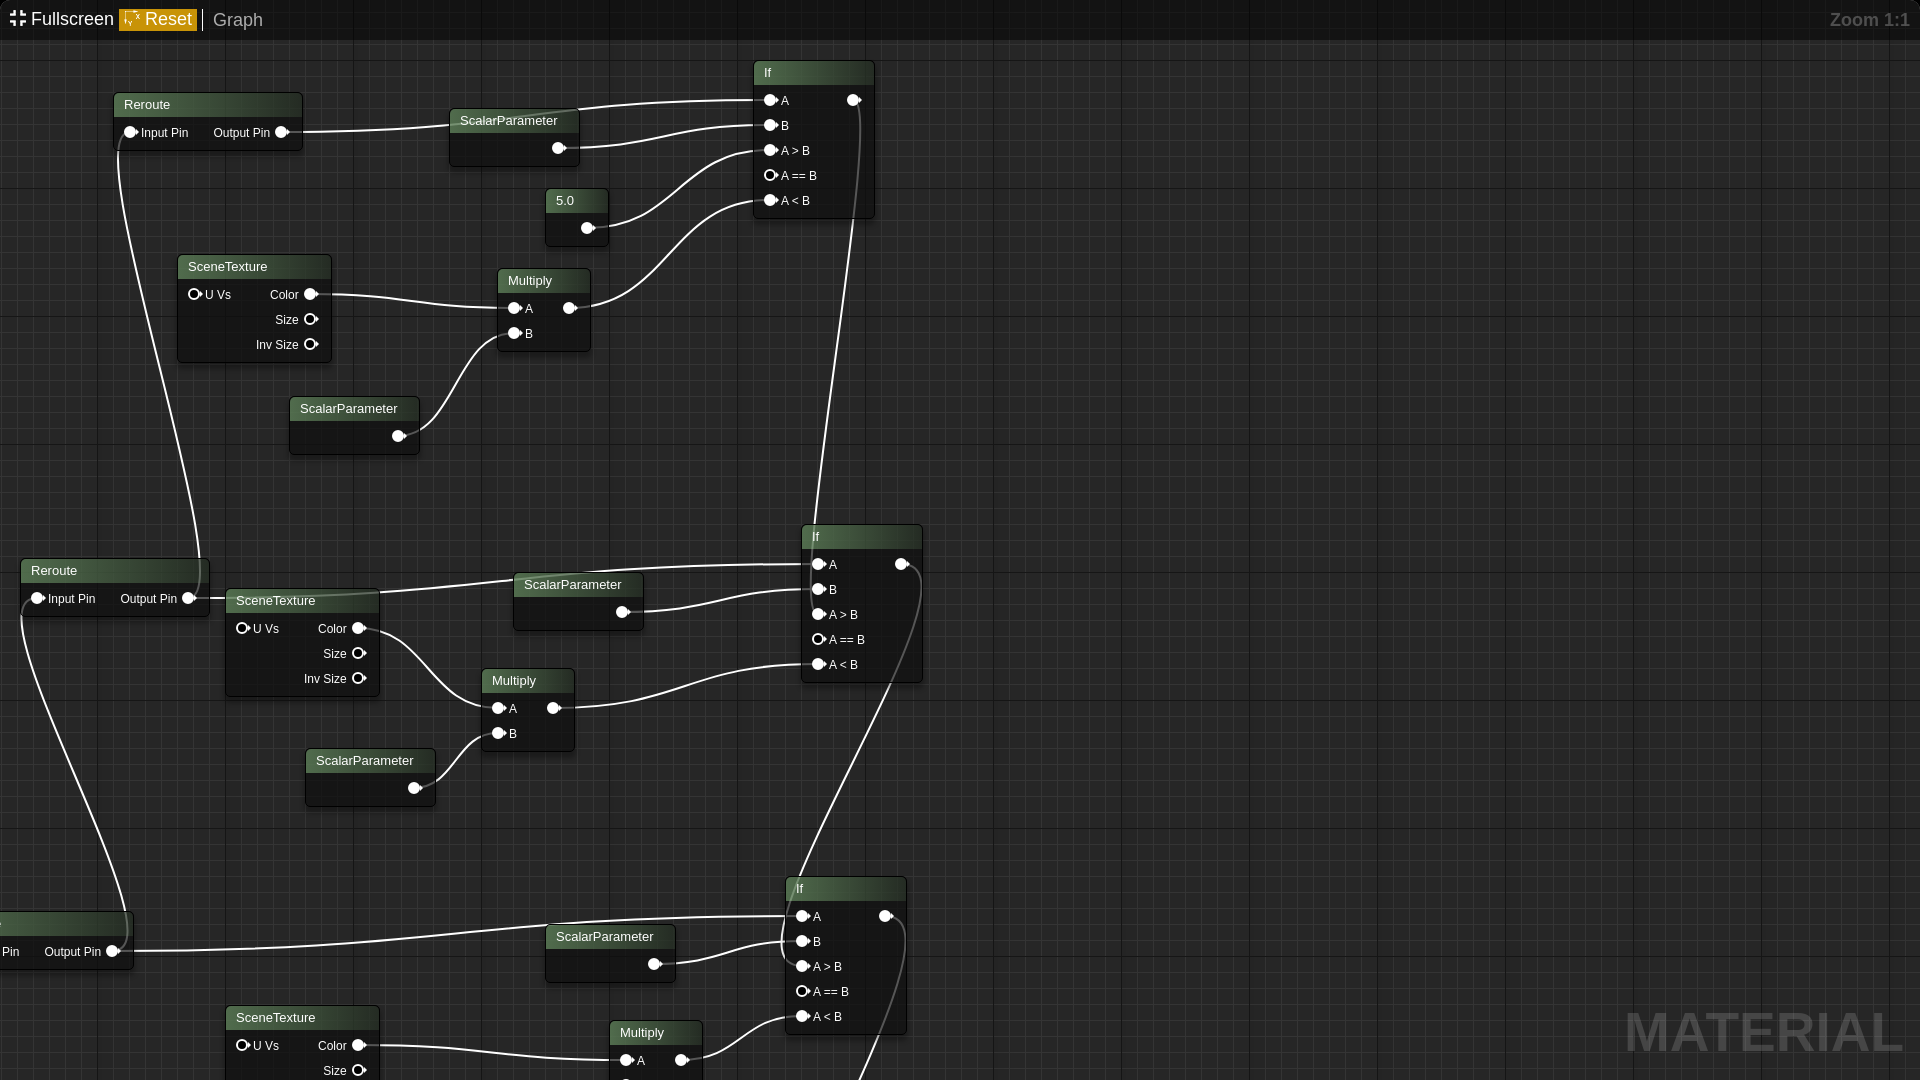 Fullscreen Reset Graph Zoom 1:1
If
A
B
A > B
A == B
A < B
Reroute
Input Pin Output Pin
ScalarParameter
5.0
SceneTexture
U Vs Color
Size
Inv Size
Multiply
A
B
ScalarParameter
If
A
B
A > B
A == B
A < B
Reroute
Input Pin Output Pin
SceneTexture
U Vs Color
Size
Inv Size
ScalarParameter
Multiply
A
B
ScalarParameter
If
A
B
A > B
A == B
A < B
Pin Output Pin
ScalarParameter
SceneTexture
U Vs Color
Size
Multiply
A
MATERIAL